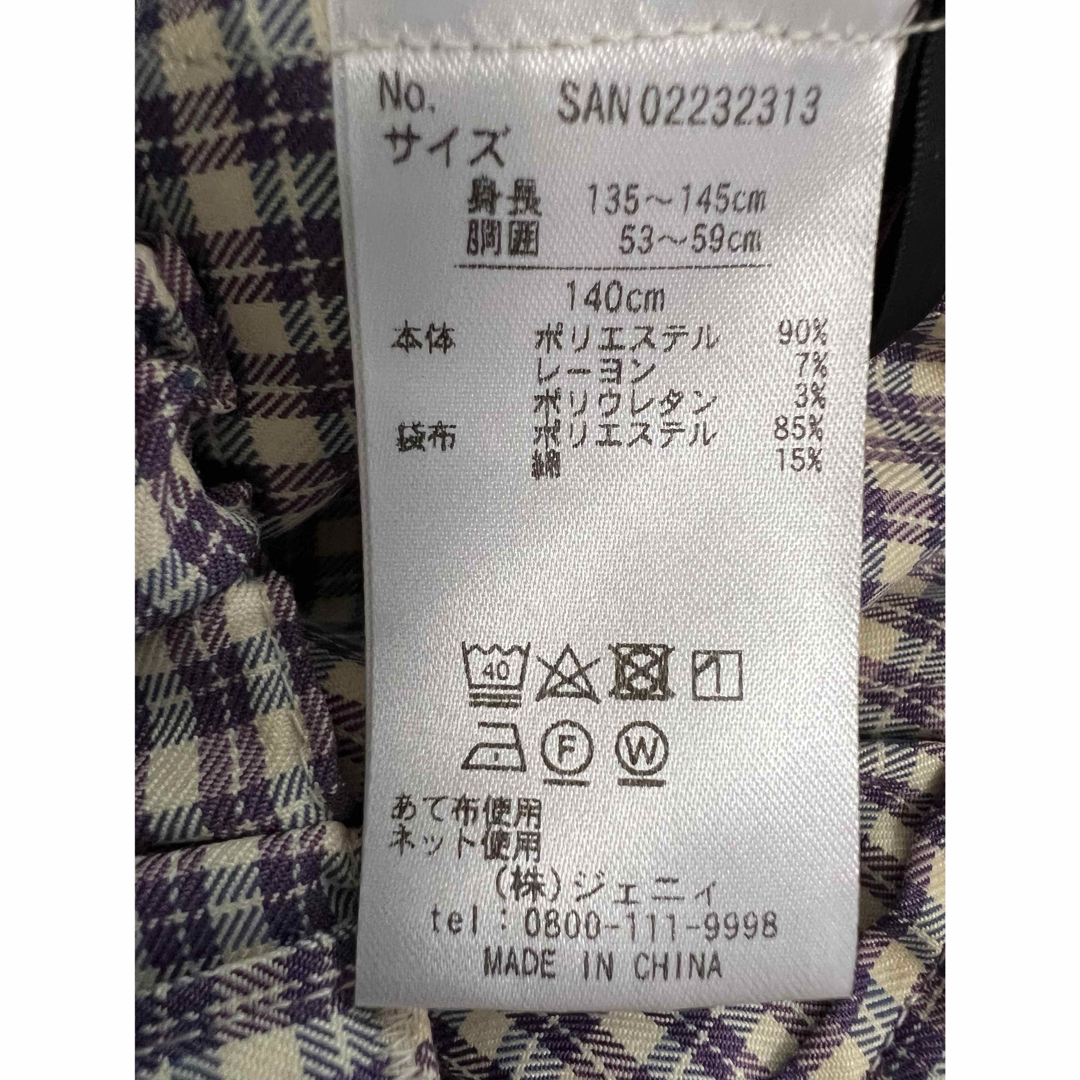 No. SAN 02232313
サイズ
身長 135～145cm
胴囲 53～59cm
140cm
本体 ポリエステル 90%
レーヨン 7%
ポリウレタン 3%
袋布 ポリエステル 85%
綿 15%
40
F W
あて布使用
ネット使用
(株)ジェニィ
tel：0800-111-9998
MADE IN CHINA